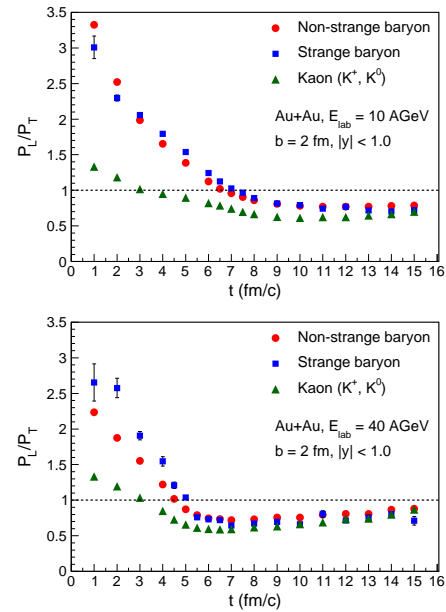 3.5
3
2.5
2
1.5
1
0.5
0
P_L/P_T
Non-strange baryon
Strange baryon
Kaon (K⁺, K⁰)
Au+Au, E_lab = 10 AGeV
b = 2 fm, |y| < 1.0
0 1 2 3 4 5 6 7 8 9 10 11 12 13 14 15 16
t (fm/c)
3.5
3
2.5
2
1.5
1
0.5
0
P_L/P_T
Non-strange baryon
Strange baryon
Kaon (K⁺, K⁰)
Au+Au, E_lab = 40 AGeV
b = 2 fm, |y| < 1.0
0 1 2 3 4 5 6 7 8 9 10 11 12 13 14 15 16
t (fm/c)